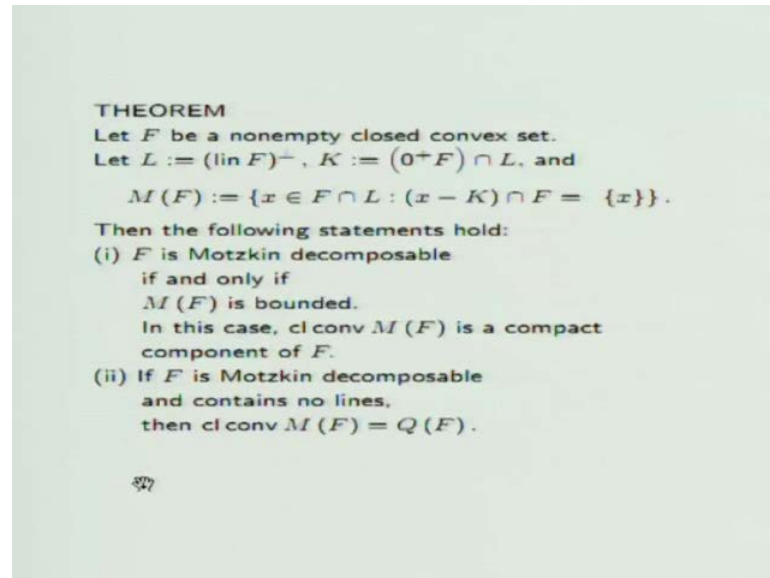 THEOREM
Let F be a nonempty closed convex set.
Let L := (lin F)⊥, K := (0⁺F) ∩ L, and
M (F) := {x ∈ F ∩ L : (x − K) ∩ F = {x}}.
Then the following statements hold:
(i) F is Motzkin decomposable
if and only if
M (F) is bounded.
In this case, cl conv M (F) is a compact
component of F.
(ii) If F is Motzkin decomposable
and contains no lines,
then cl conv M (F) = Q (F).